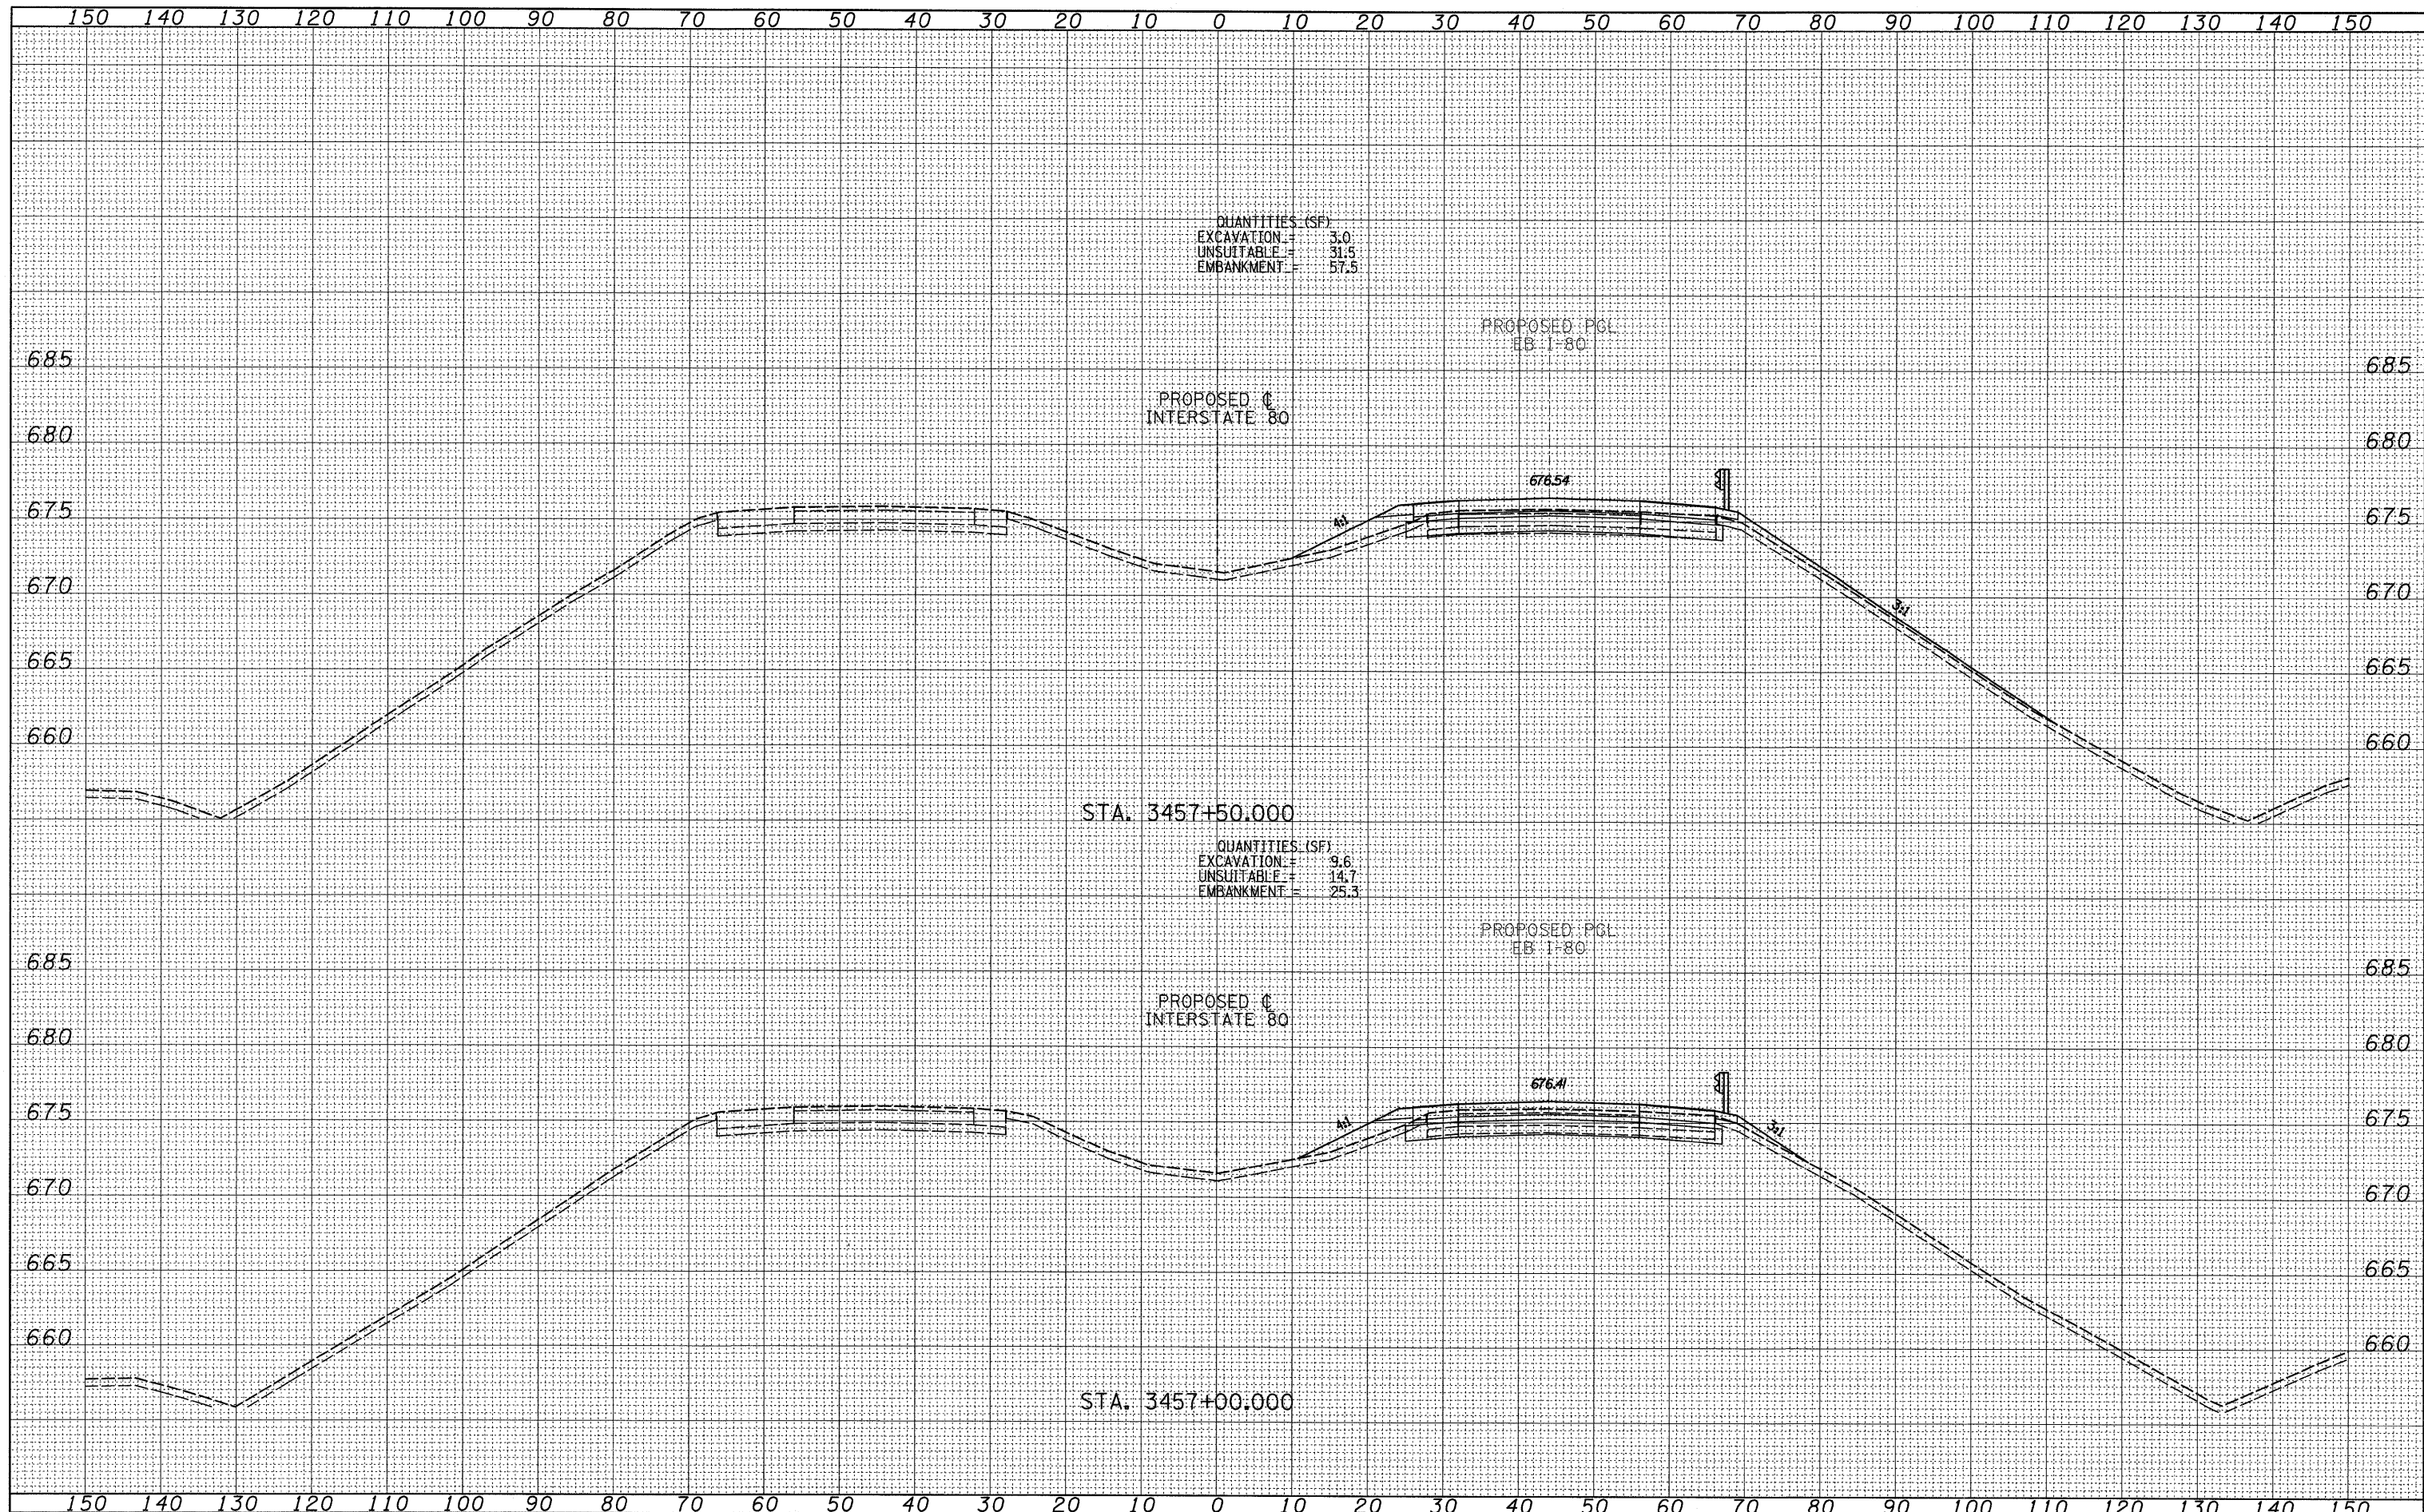 150 140 130 120 110 100 90 80 70 60 50 40 30 20 10 0 10 20 30 40 50 60 70 80 90 100 110 120 130 140 150
QUANTITIES (SF)
EXCAVATION = 3.0
UNSUITABLE = 31.5
EMBANKMENT = 57.5
PROPOSED PGL
EB I-80
685 685
PROPOSED ℄
INTERSTATE 80
680 680
676.54
675 675
4:1
670 670
3:1
665 665
660 660
STA. 3457+50.000
QUANTITIES (SF)
EXCAVATION = 9.6
UNSUITABLE = 14.7
EMBANKMENT = 25.3
PROPOSED PGL
EB I-80
685 685
PROPOSED ℄
INTERSTATE 80
680 680
676.41
675 675
4:1 3:1
670 670
665 665
660 660
STA. 3457+00.000
150 140 130 120 110 100 90 80 70 60 50 40 30 20 10 0 10 20 30 40 50 60 70 80 90 100 110 120 130 140 150